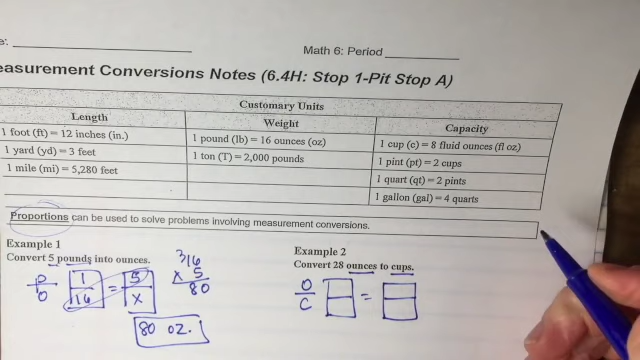 e:
Math 6: Period
easurement Conversions Notes (6.4H: Stop 1-Pit Stop A)
Customary Units
Length
Weight
Capacity
1 foot (ft) = 12 inches (in.)
1 pound (lb) = 16 ounces (oz)
1 cup (c) = 8 fluid ounces (fl oz)
1 yard (yd) = 3 feet
1 ton (T) = 2,000 pounds
1 pint (pt) = 2 cups
1 mile (mi) = 5,280 feet
1 quart (qt) = 2 pints
1 gallon (gal) = 4 quarts
Proportions can be used to solve problems involving measurement conversions.
Example 1
Convert 5 pounds into ounces.
P
O
1
16
=
5
X
3
16
x 5
80
80 oz.
Example 2
Convert 28 ounces to cups.
O
C
=